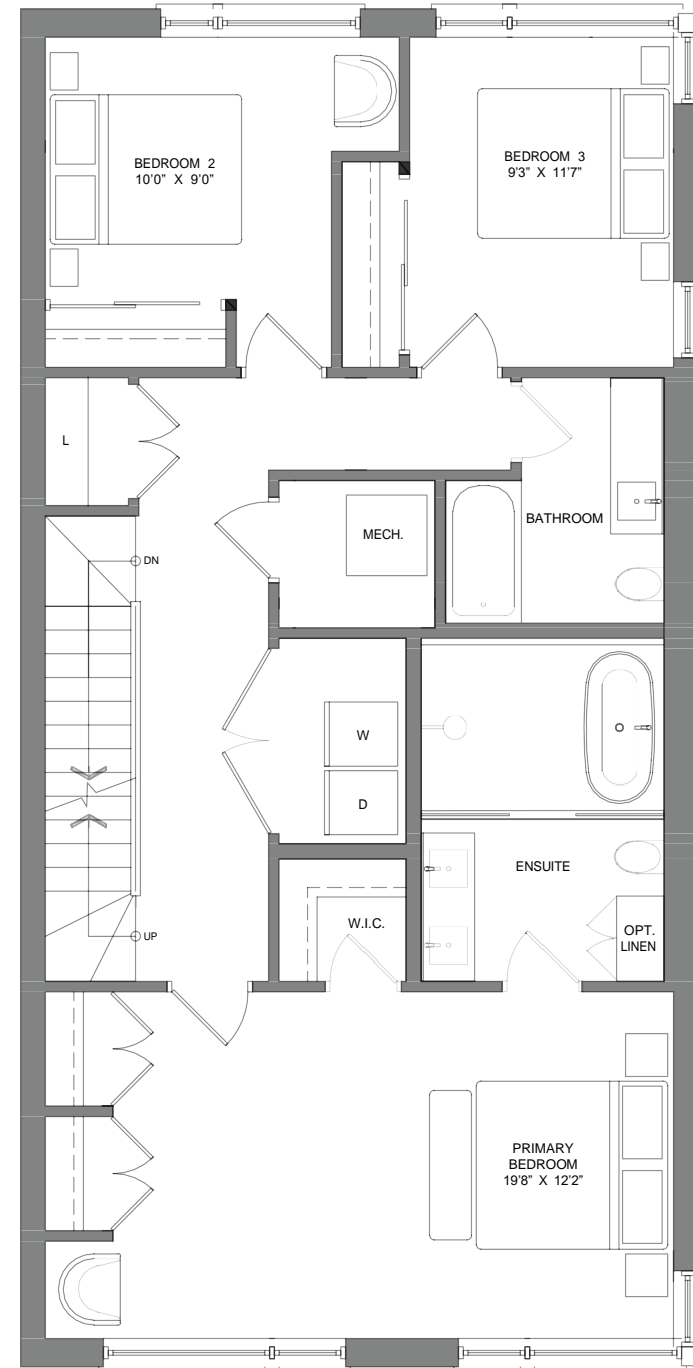 BEDROOM 2
10'0" X 9'0"
BEDROOM 3
9'3" X 11'7"
L
MECH.
BATHROOM
DN
W
D
ENSUITE
W.I.C.
OPT.
LINEN
UP
PRIMARY
BEDROOM
19'8" X 12'2"